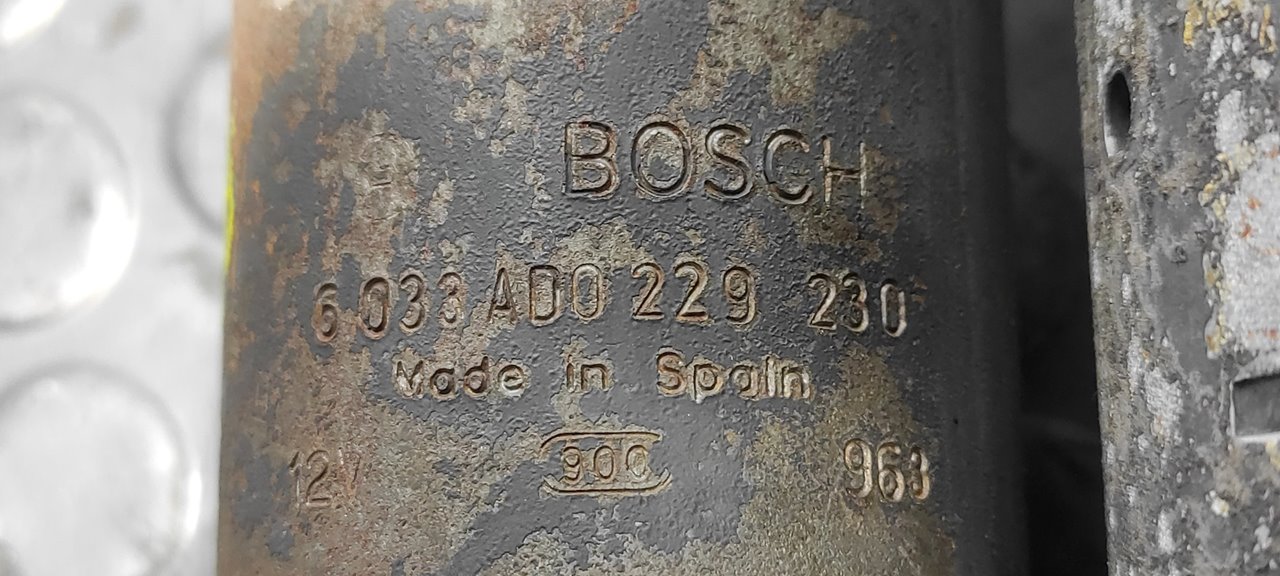 BOSCH
6 033 AD0 229 230
Made in Spain
12V 900 963